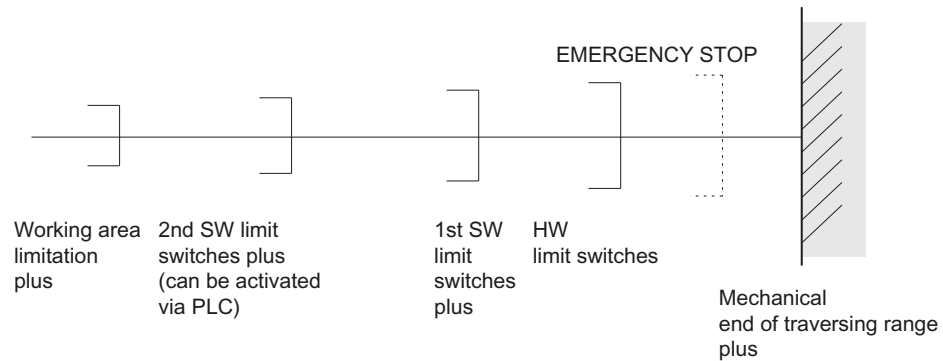 EMERGENCY STOP
Working area
limitation
plus
2nd SW limit
switches plus
(can be activated
via PLC)
1st SW
limit
switches
plus
HW
limit switches
Mechanical
end of traversing range
plus